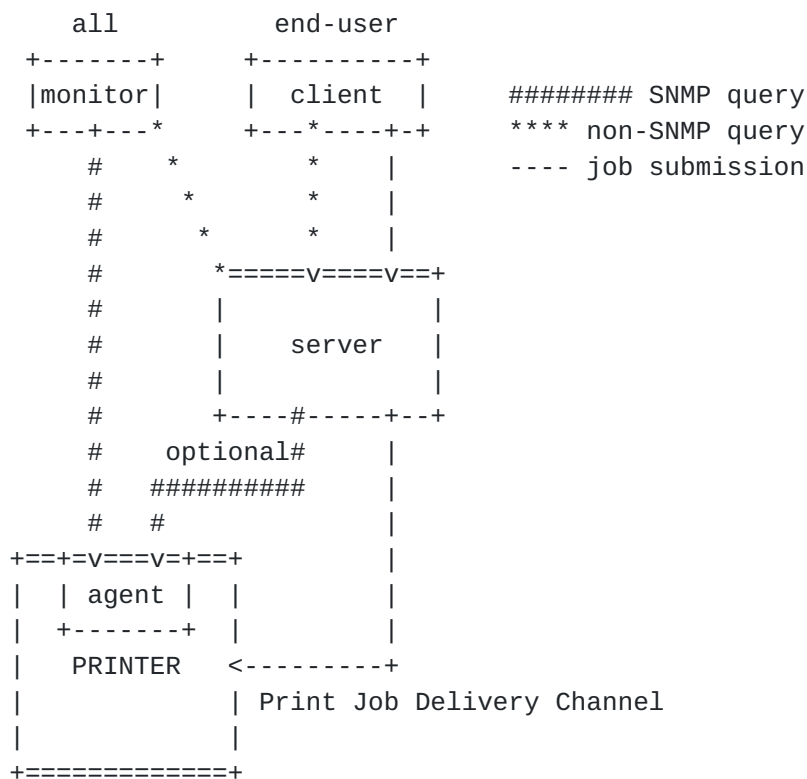 all end-user
monitor client ######## SNMP query
**** non-SNMP query
---- job submission
server
optional
agent
PRINTER
Print Job Delivery Channel